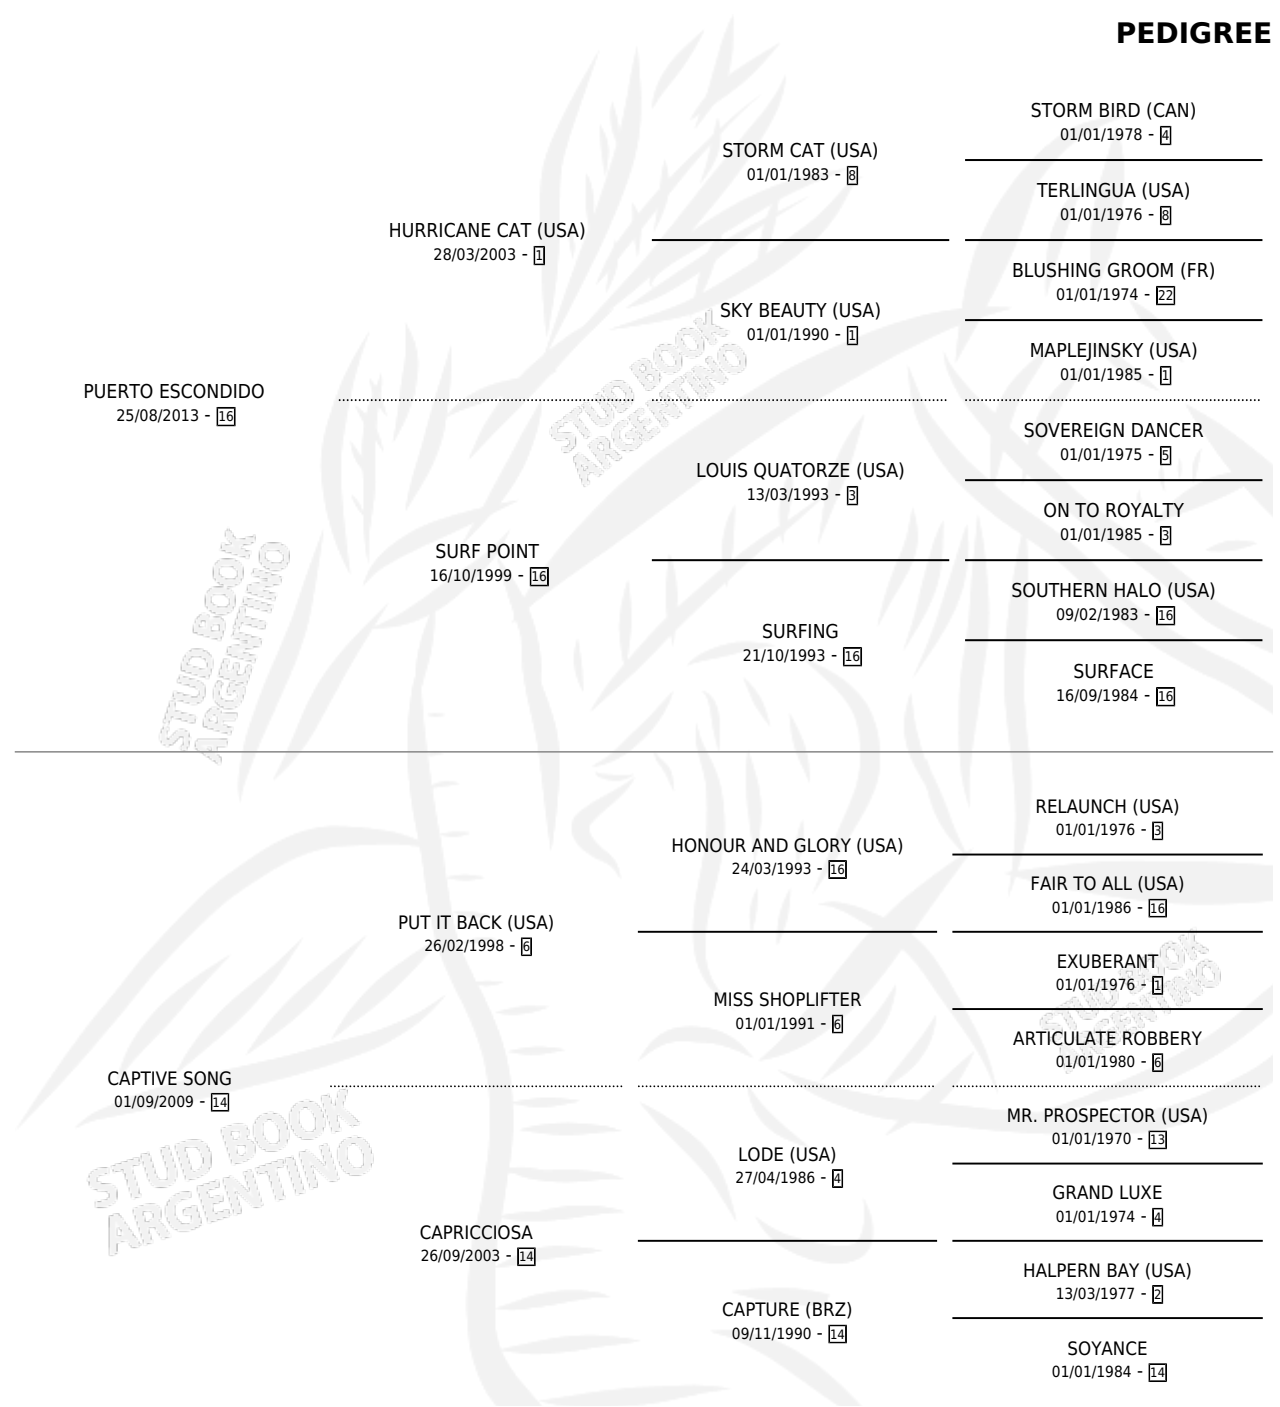 PEDIGREE
PUERTO ESCONDIDO
25/08/2013 - 16
HURRICANE CAT (USA)
28/03/2003 - 1
STORM CAT (USA)
01/01/1983 - 8
STORM BIRD (CAN)
01/01/1978 - 4
TERLINGUA (USA)
01/01/1976 - 8
SKY BEAUTY (USA)
01/01/1990 - 1
BLUSHING GROOM (FR)
01/01/1974 - 22
MAPLEJINSKY (USA)
01/01/1985 - 1
SURF POINT
16/10/1999 - 16
LOUIS QUATORZE (USA)
13/03/1993 - 3
SOVEREIGN DANCER
01/01/1975 - 5
ON TO ROYALTY
01/01/1985 - 3
SURFING
21/10/1993 - 16
SOUTHERN HALO (USA)
09/02/1983 - 16
SURFACE
16/09/1984 - 16
CAPTIVE SONG
01/09/2009 - 14
PUT IT BACK (USA)
26/02/1998 - 6
HONOUR AND GLORY (USA)
24/03/1993 - 16
RELAUNCH (USA)
01/01/1976 - 3
FAIR TO ALL (USA)
01/01/1986 - 16
MISS SHOPLIFTER
01/01/1991 - 6
EXUBERANT
01/01/1976 - 1
ARTICULATE ROBBERY
01/01/1980 - 6
CAPRICCIOSA
26/09/2003 - 14
LODE (USA)
27/04/1986 - 4
MR. PROSPECTOR (USA)
01/01/1970 - 13
GRAND LUXE
01/01/1974 - 4
CAPTURE (BRZ)
09/11/1990 - 14
HALPERN BAY (USA)
13/03/1977 - 2
SOYANCE
01/01/1984 - 14
STUD BOOK
ARGENTINO
STUD BOOK
ARGENTINO
STUD BOOK
ARGENTINO
STUD BOOK
ARGENTINO